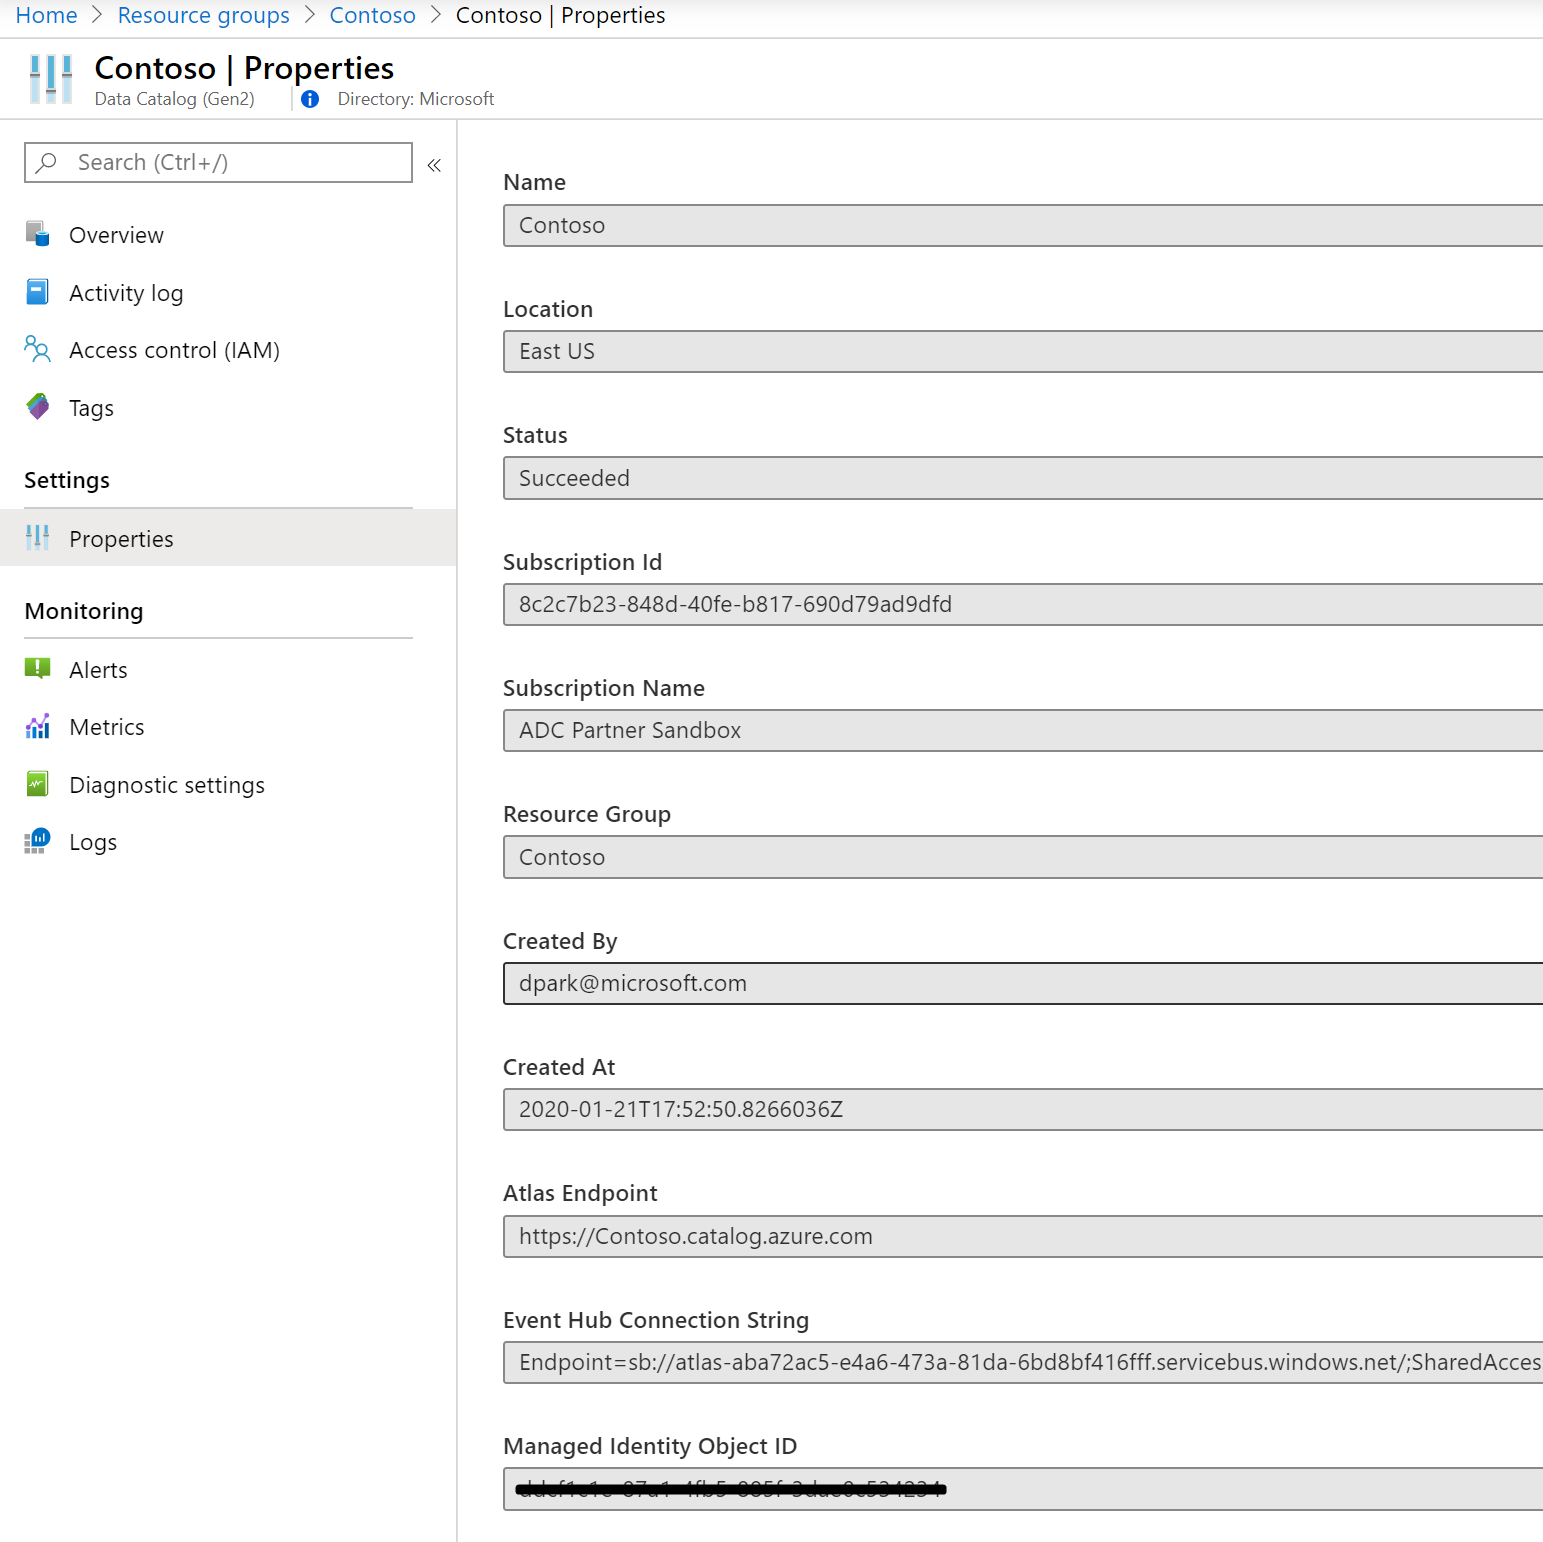 Home > Resource groups > Contoso > Contoso | Properties
Contoso | Properties
Data Catalog (Gen2)
Directory: Microsoft
Search (Ctrl+/)
«
Overview
Activity log
Access control (IAM)
Tags
Settings
Properties
Monitoring
Alerts
Metrics
Diagnostic settings
Logs
Name
Contoso
Location
East US
Status
Succeeded
Subscription Id
8c2c7b23-848d-40fe-b817-690d79ad9dfd
Subscription Name
ADC Partner Sandbox
Resource Group
Contoso
Created By
dpark@microsoft.com
Created At
2020-01-21T17:52:50.8266036Z
Atlas Endpoint
https://Contoso.catalog.azure.com
Event Hub Connection String
Endpoint=sb://atlas-aba72ac5-e4a6-473a-81da-6bd8bf416fff.servicebus.windows.net/;SharedAcces
Managed Identity Object ID